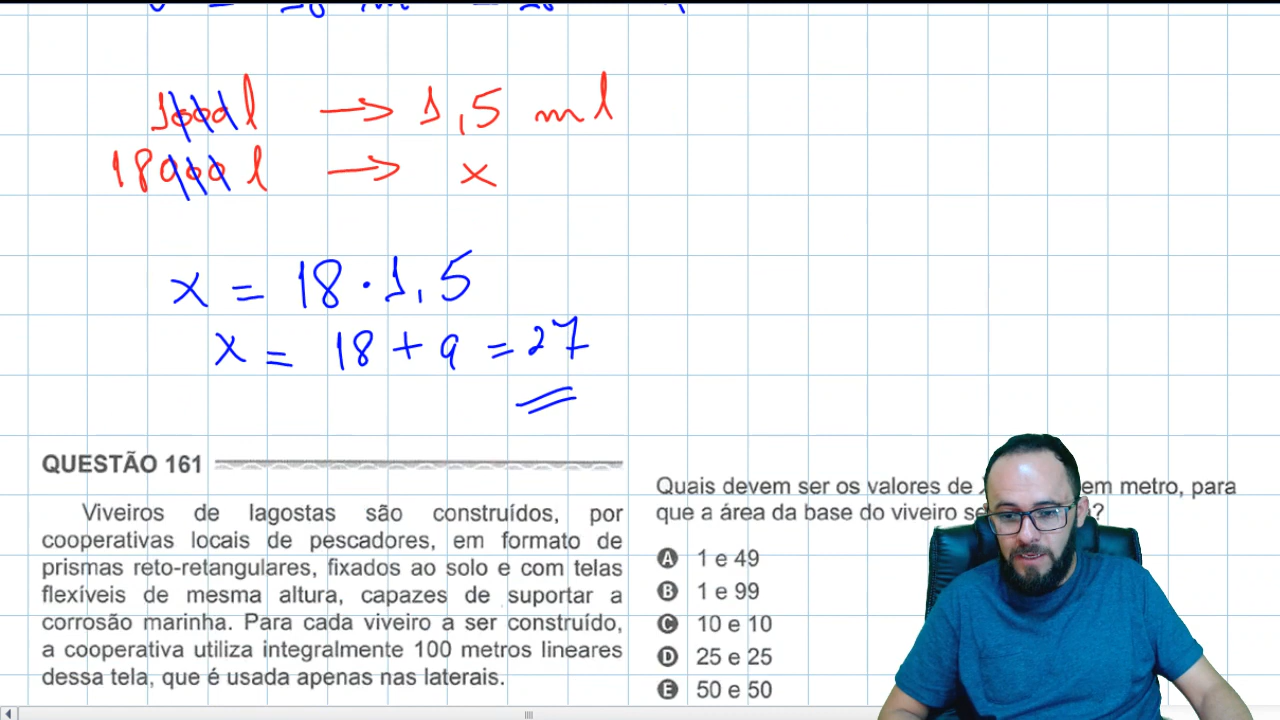 1000 l → 1,5 ml
18000 l → x
x = 18 · 1,5
x = 18 + 9 = 27
QUESTÃO 161
Viveiros de lagostas são construídos, por
cooperativas locais de pescadores, em formato de
prismas reto-retangulares, fixados ao solo e com telas
flexíveis de mesma altura, capazes de suportar a
corrosão marinha. Para cada viveiro a ser construído,
a cooperativa utiliza integralmente 100 metros lineares
dessa tela, que é usada apenas nas laterais.
Quais devem ser os valores de em metro, para
que a área da base do viveiro
A 1 e 49
B 1 e 99
C 10 e 10
D 25 e 25
E 50 e 50